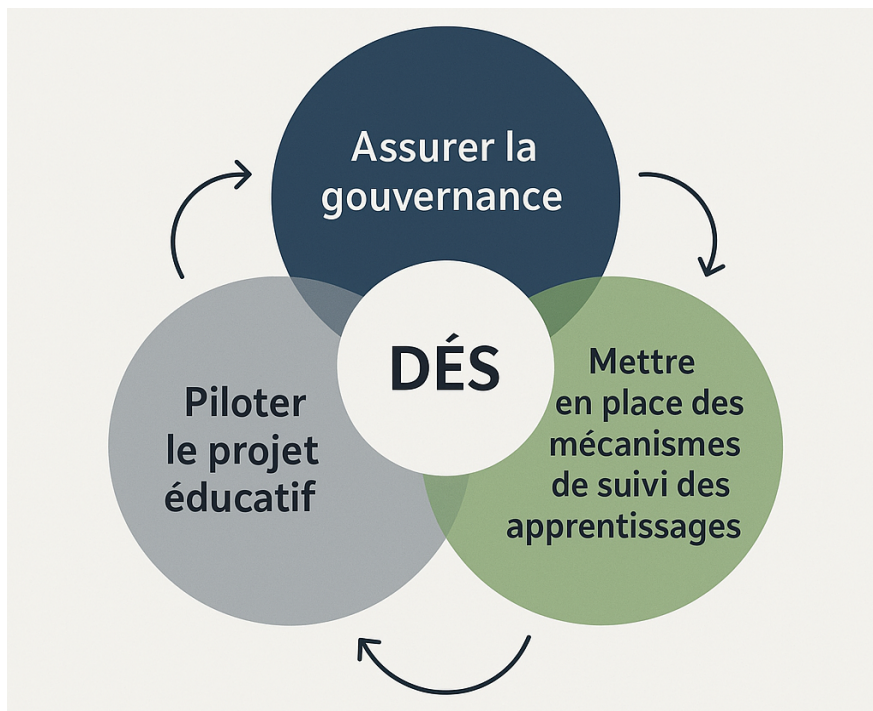 Assurer la
gouvernance
DÉS
Piloter
le projet
éducatif
Mettre
en place des
mécanismes
de suivi des
apprentissages